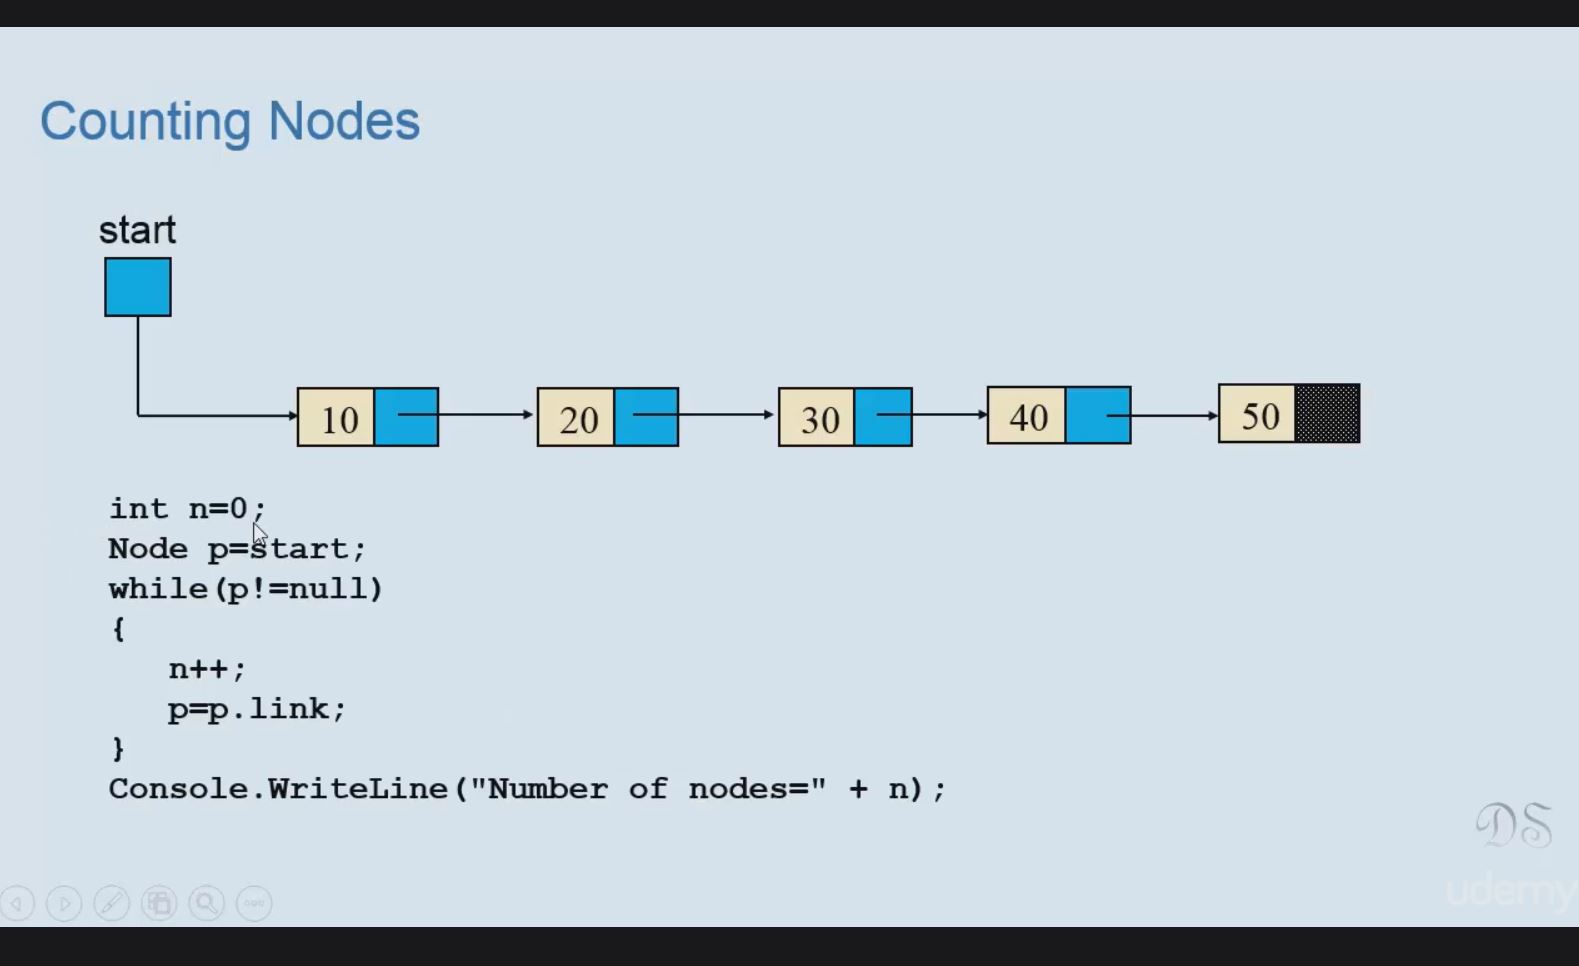 Counting Nodes
start
10 20 30 40 50
int n=0;
Node p=start;
while(p!=null)
{
n++;
p=p.link;
}
Console.WriteLine("Number of nodes=" + n);
DS
udemy